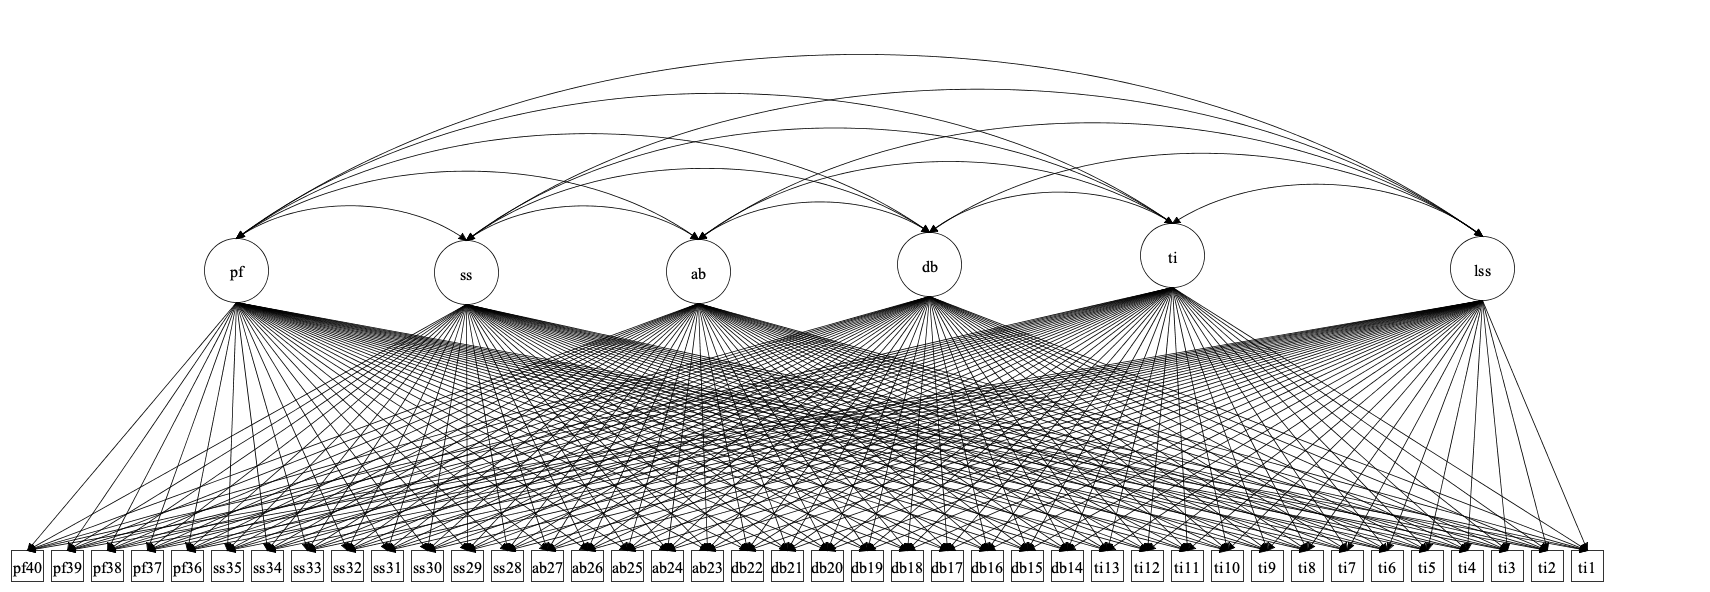 pf ss ab db ti lss
pf40 pf39 pf38 pf37 pf36 ss35 ss34 ss33 ss32 ss31 ss30 ss29 ss28 ab27 ab26 ab25 ab24 ab23 db22 db21 db20 db19 db18 db17 db16 db15 db14 ti13 ti12 ti11 ti10 ti9 ti8 ti7 ti6 ti5 ti4 ti3 ti2 ti1